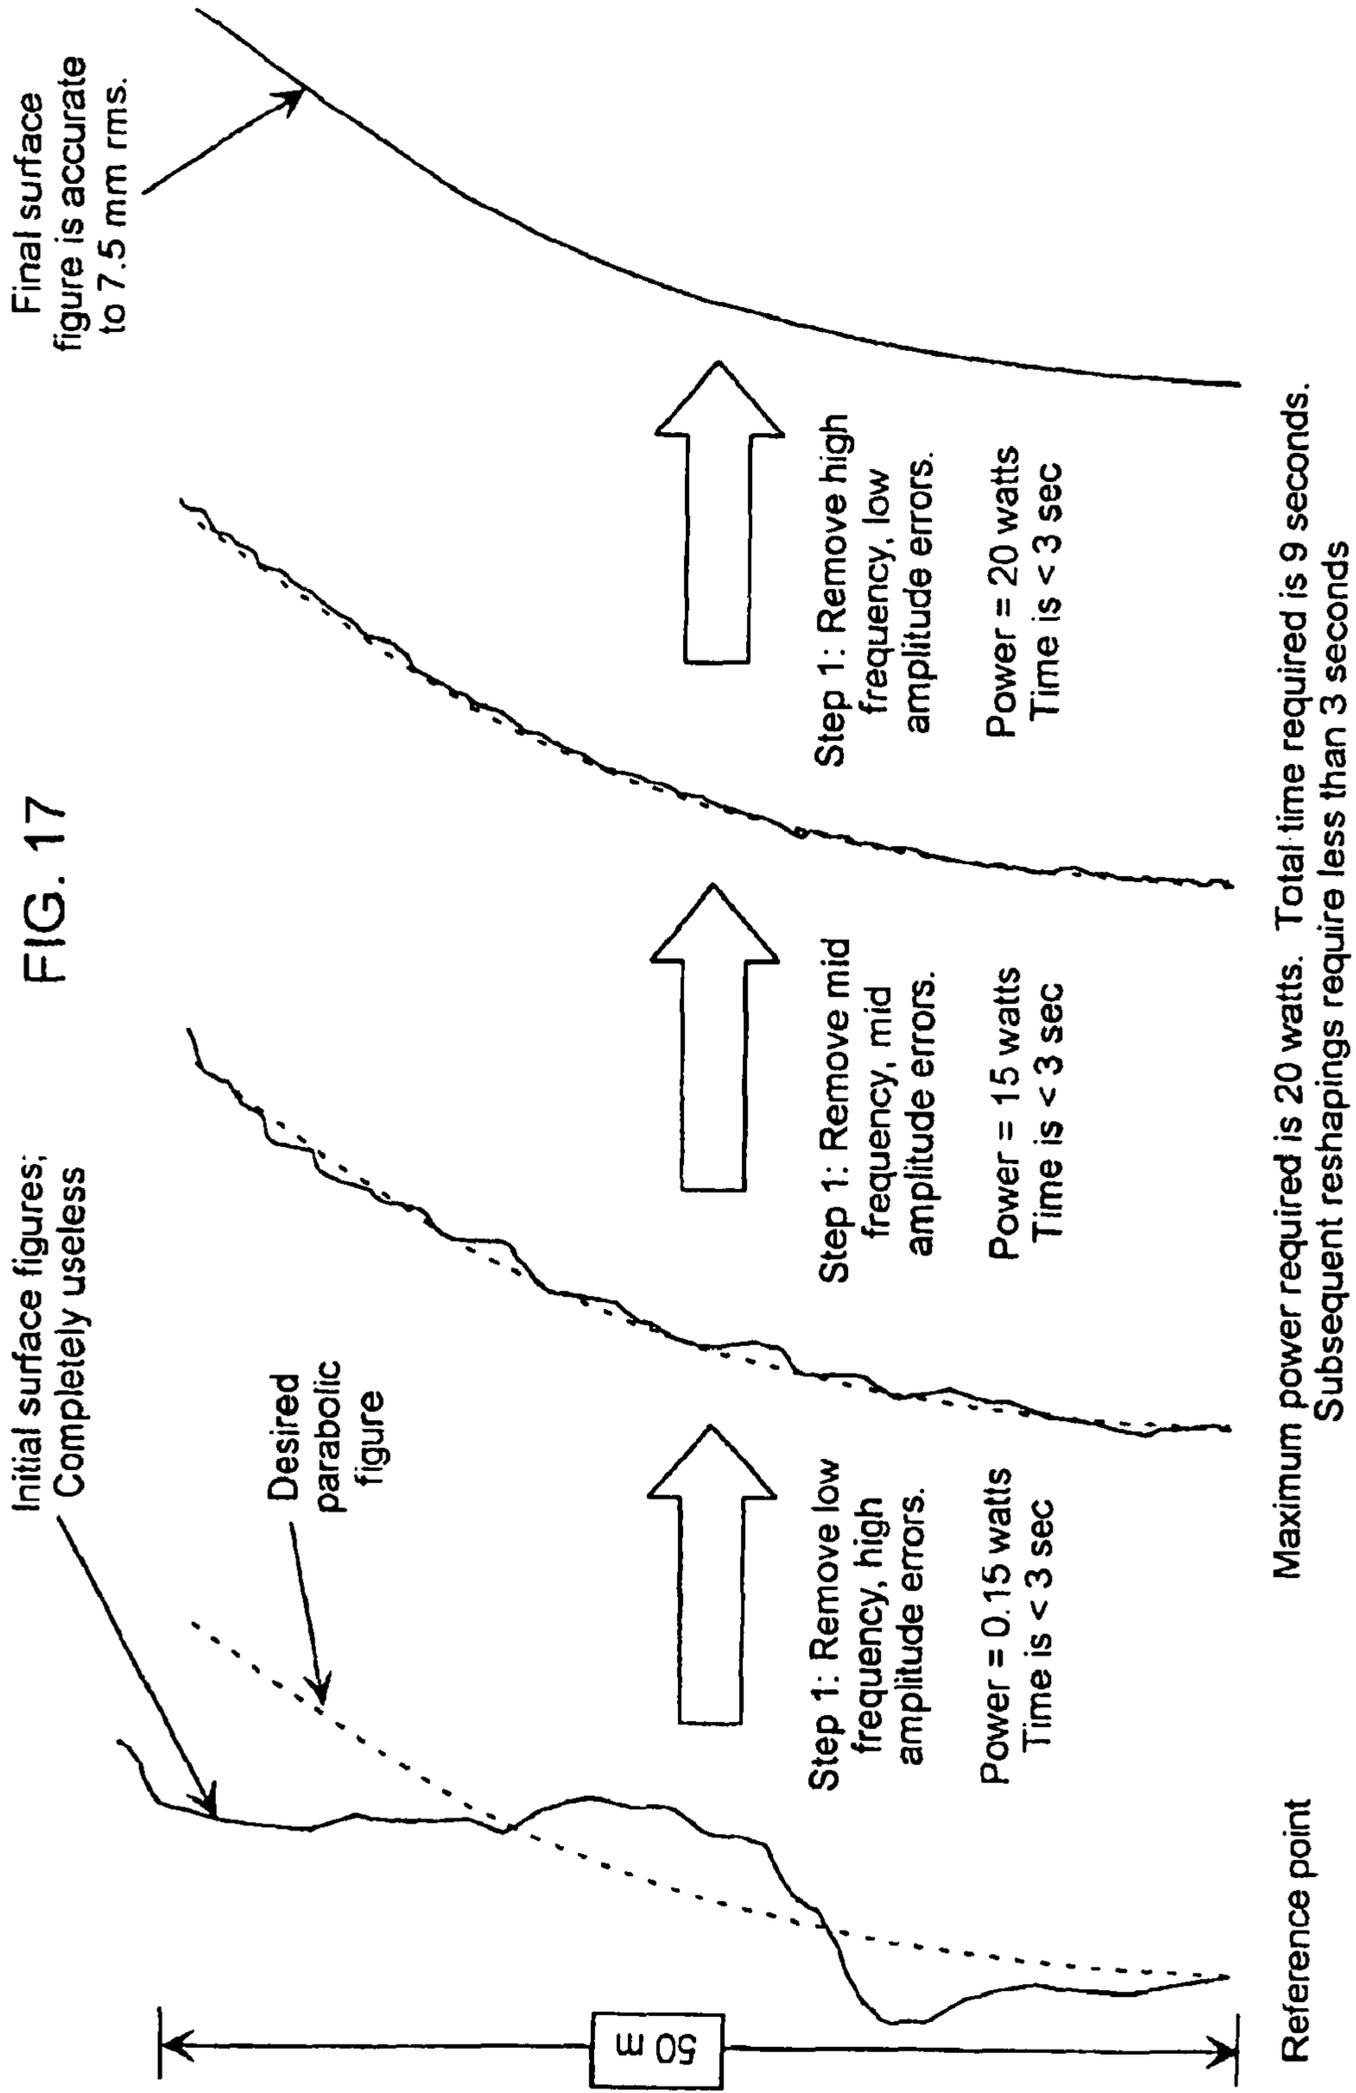 FIG. 17
Initial surface figures;
Completely useless
Desired
parabolic
figure
Final surface
figure is accurate
to 7.5 mm rms.
50 m
Step 1: Remove low
frequency, high
amplitude errors.
Power = 0.15 watts
Time is < 3 sec
Step 1: Remove mid
frequency, mid
amplitude errors.
Power = 15 watts
Time is < 3 sec
Step 1: Remove high
frequency, low
amplitude errors.
Power = 20 watts
Time is < 3 sec
Reference point
Maximum power required is 20 watts. Total time required is 9 seconds.
Subsequent reshapings require less than 3 seconds